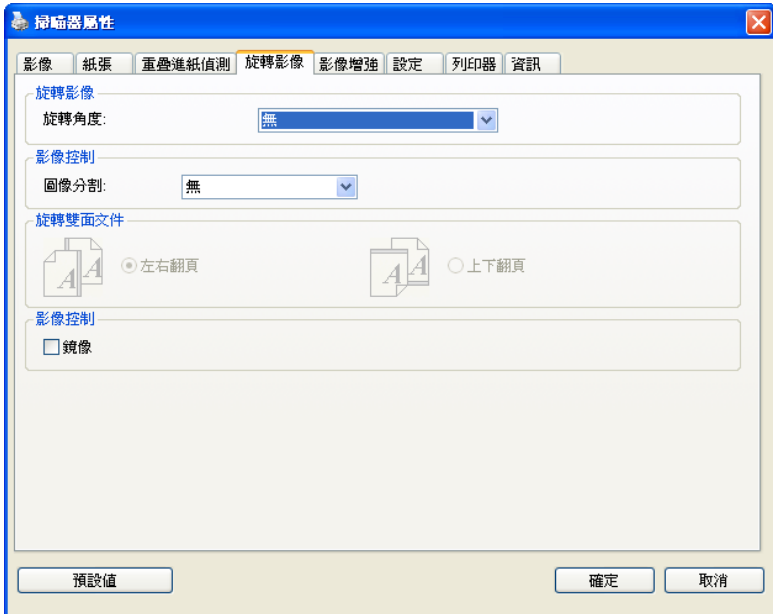 掃瞄器屬性
影像 紙張 重疊進紙偵測 旋轉影像 影像增強 設定 列印器 資訊
旋轉影像
旋轉角度: 無
影像控制
圖像分割: 無
旋轉雙面文件
A A 左右翻頁 A A 上下翻頁
影像控制
鏡像
預設值 確定 取消